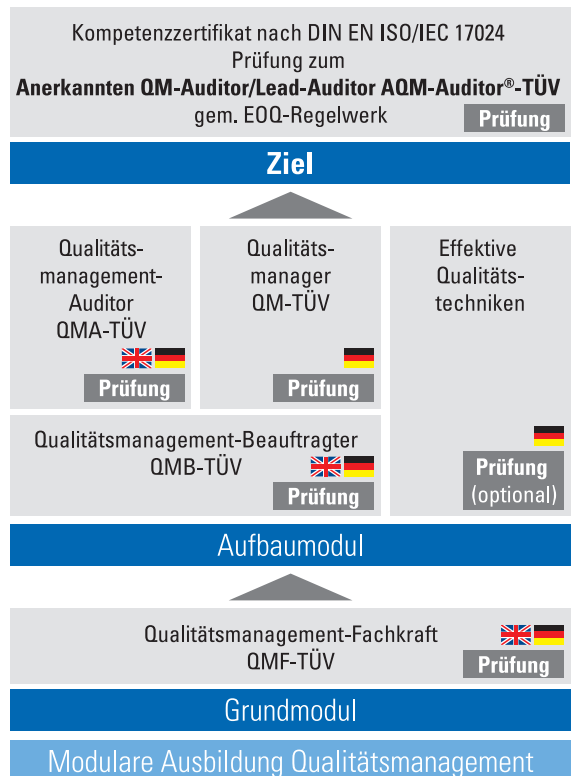 Kompetenzzertifikat nach DIN EN ISO/IEC 17024
Prüfung zum
Anerkannten QM-Auditor/Lead-Auditor AQM-Auditor®-TÜV
gem. EOQ-Regelwerk
Prüfung
Ziel
Qualitäts-
management-
Auditor
QMA-TÜV
Prüfung
Qualitäts-
manager
QM-TÜV
Prüfung
Effektive
Qualitäts-
techniken
Prüfung
(optional)
Qualitätsmanagement-Beauftragter
QMB-TÜV
Prüfung
Aufbaumodul
Qualitätsmanagement-Fachkraft
QMF-TÜV
Prüfung
Grundmodul
Modulare Ausbildung Qualitätsmanagement